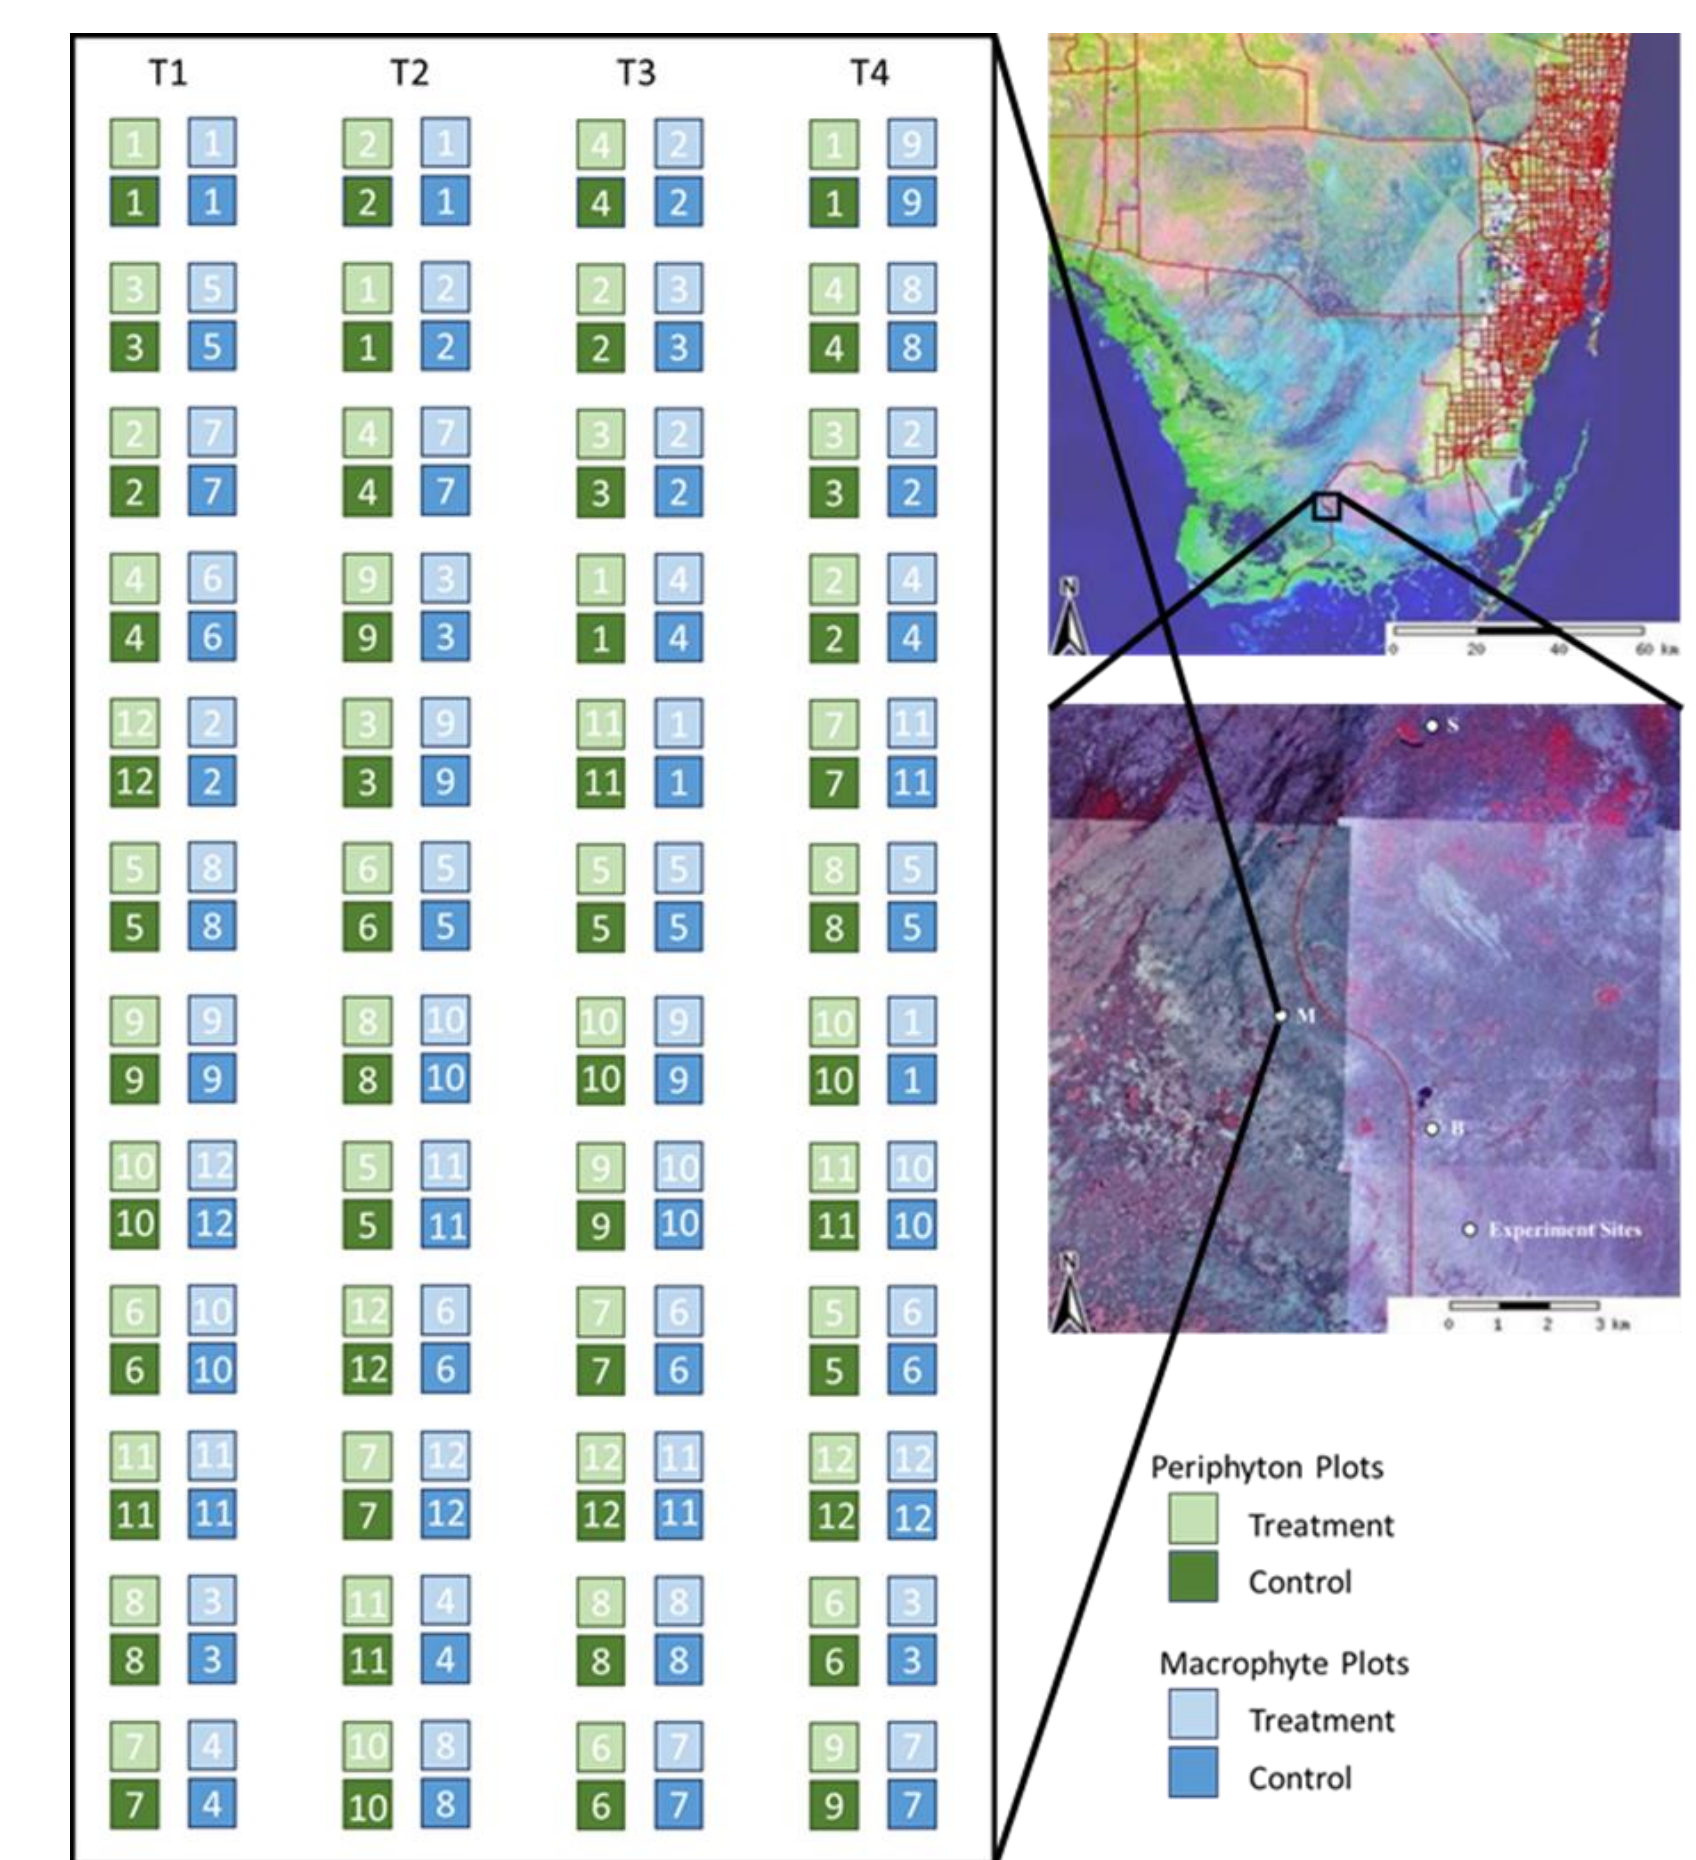 T1 T2 T3 T4
1 1 2 1 4 2 1 9
1 1 2 1 4 2 1 9
3 5 1 2 2 3 4 8
3 5 1 2 2 3 4 8
2 7 4 7 3 2 3 2
2 7 4 7 3 2 3 2
4 6 9 3 1 4 2 4
4 6 9 3 1 4 2 4
12 2 3 9 11 1 7 11
12 2 3 9 11 1 7 11
5 8 6 5 5 5 8 5
5 8 6 5 5 5 8 5
9 9 8 10 10 9 10 1
9 9 8 10 10 9 10 1
10 12 5 11 9 10 11 10
10 12 5 11 9 10 11 10
6 10 12 6 7 6 5 6
6 10 12 6 7 6 5 6
11 11 7 12 12 11 12 12
11 11 7 12 12 11 12 12
8 3 11 4 8 8 6 3
8 3 11 4 8 8 6 3
7 4 10 8 6 7 9 7
7 4 10 8 6 7 9 7
N
0 20 40 60 km
S
M
B
Experiment Sites
N
0 1 2 3 km
Periphyton Plots
Treatment
Control
Macrophyte Plots
Treatment
Control